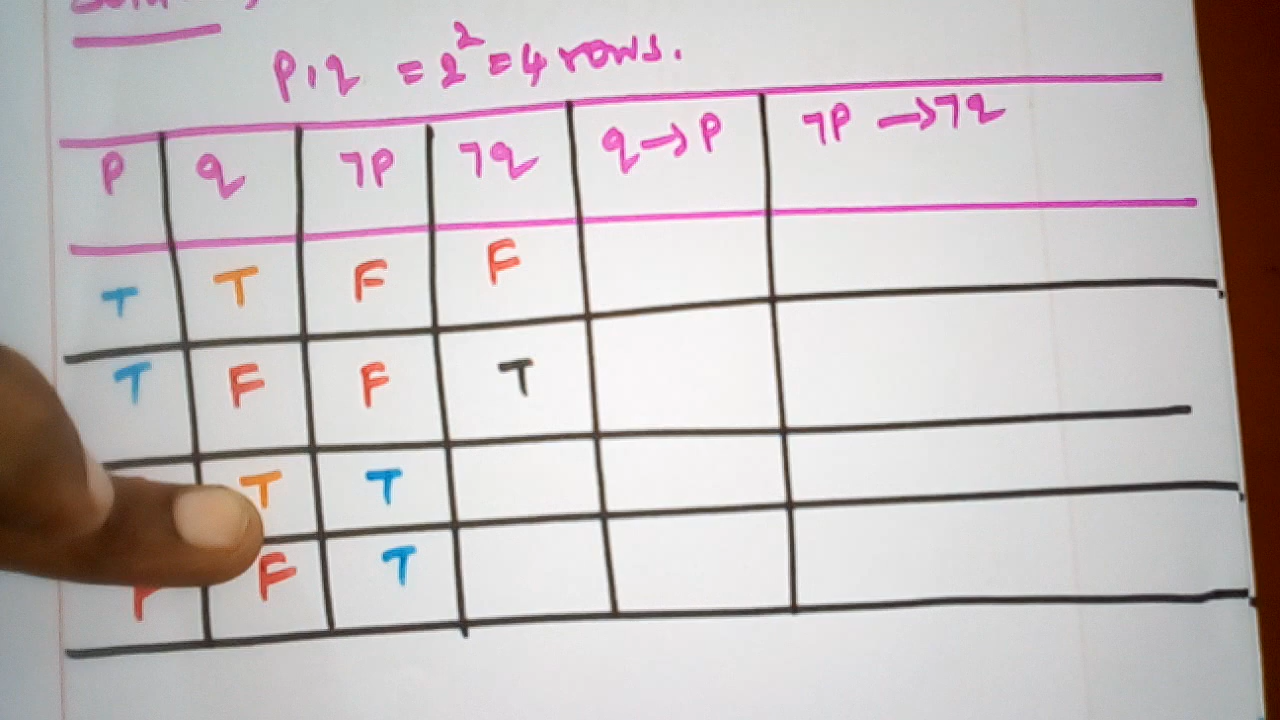 P, q = 2² = 4 rows.
P q ¬P ¬q q→P ¬P →¬q
T T F F
T F F T
T T
F T